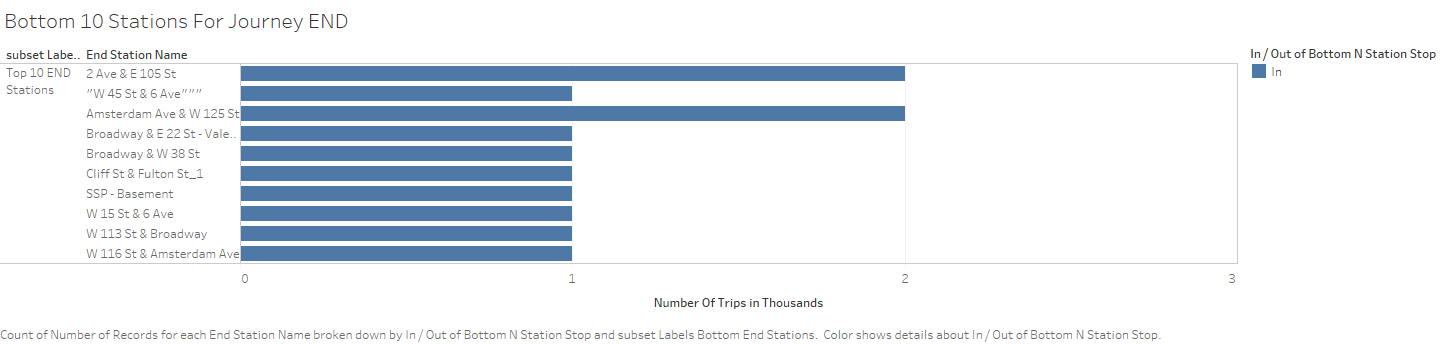 Bottom 10 Stations For Journey END
subset Labe.. End Station Name
In / Out of Bottom N Station Stop
In
Top 10 END
Stations
2 Ave & E 105 St
"W 45 St & 6 Ave"""
Amsterdam Ave & W 125 St
Broadway & E 22 St - Vale..
Broadway & W 38 St
Cliff St & Fulton St_1
SSP - Basement
W 15 St & 6 Ave
W 113 St & Broadway
W 116 St & Amsterdam Ave
0 1 2 3
Number Of Trips in Thousands
Count of Number of Records for each End Station Name broken down by In / Out of Bottom N Station Stop and subset Labels Bottom End Stations.  Color shows details about In / Out of Bottom N Station Stop.